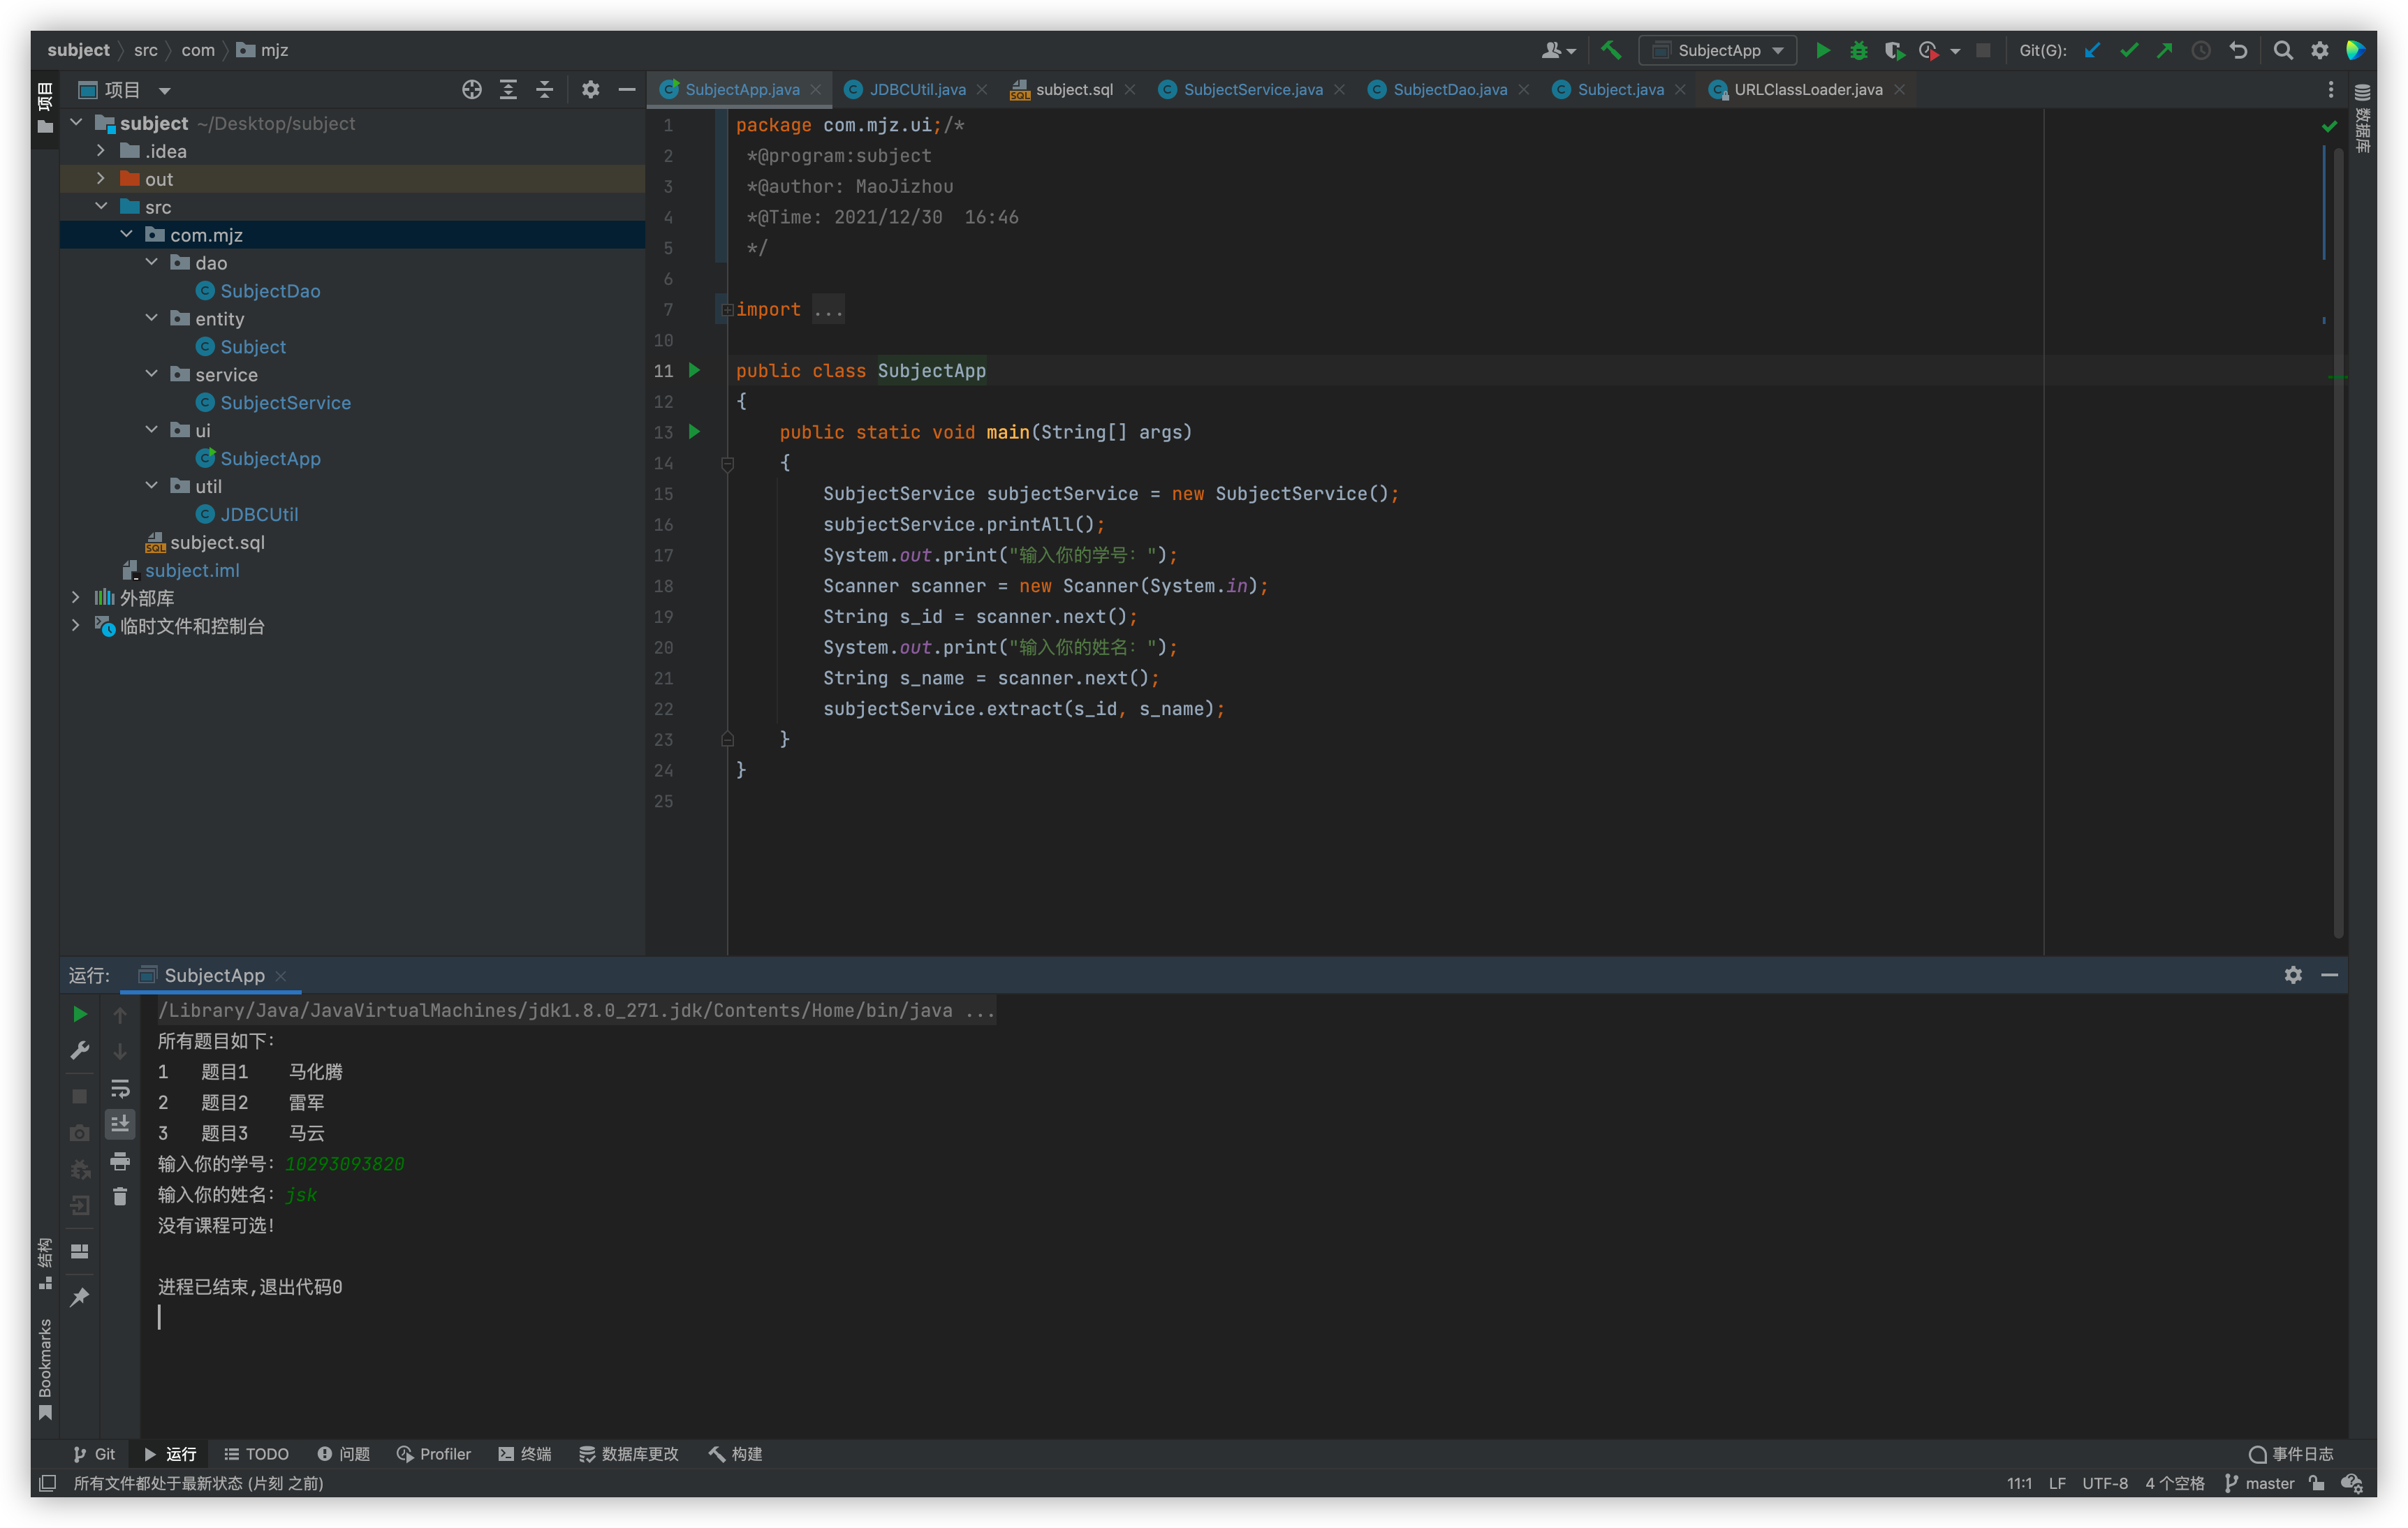 subject src com mjz
SubjectApp Git(G):
项目
项目
SubjectApp.java JDBCUtil.java subject.sql SubjectService.java SubjectDao.java Subject.java URLClassLoader.java
数据库
subject ~/Desktop/subject
.idea
out
src
com.mjz
dao
SubjectDao
entity
Subject
service
SubjectService
ui
SubjectApp
util
JDBCUtil
SQL subject.sql
subject.iml
外部库
临时文件和控制台
1 package com.mjz.ui;/*
2 *@program:subject
3 *@author: MaoJizhou
4 *@Time: 2021/12/30  16:46
5 */
6
7 import ...
10
11 public class SubjectApp
12 {
13 public static void main(String[] args)
14 {
15 SubjectService subjectService = new SubjectService();
16 subjectService.printAll();
17 System.out.print("输入你的学号：");
18 Scanner scanner = new Scanner(System.in);
19 String s_id = scanner.next();
20 System.out.print("输入你的姓名：");
21 String s_name = scanner.next();
22 subjectService.extract(s_id, s_name);
23 }
24 }
25
运行: SubjectApp
/Library/Java/JavaVirtualMachines/jdk1.8.0_271.jdk/Contents/Home/bin/java ...
所有题目如下：
1 题目1 马化腾
2 题目2 雷军
3 题目3 马云
输入你的学号：10293093820
输入你的姓名：jsk
没有课程可选！
进程已结束,退出代码0
结构
Bookmarks
Git 运行 TODO 问题 Profiler 终端 数据库更改 构建 事件日志
所有文件都处于最新状态 (片刻 之前) 11:1 LF UTF-8 4 个空格 master